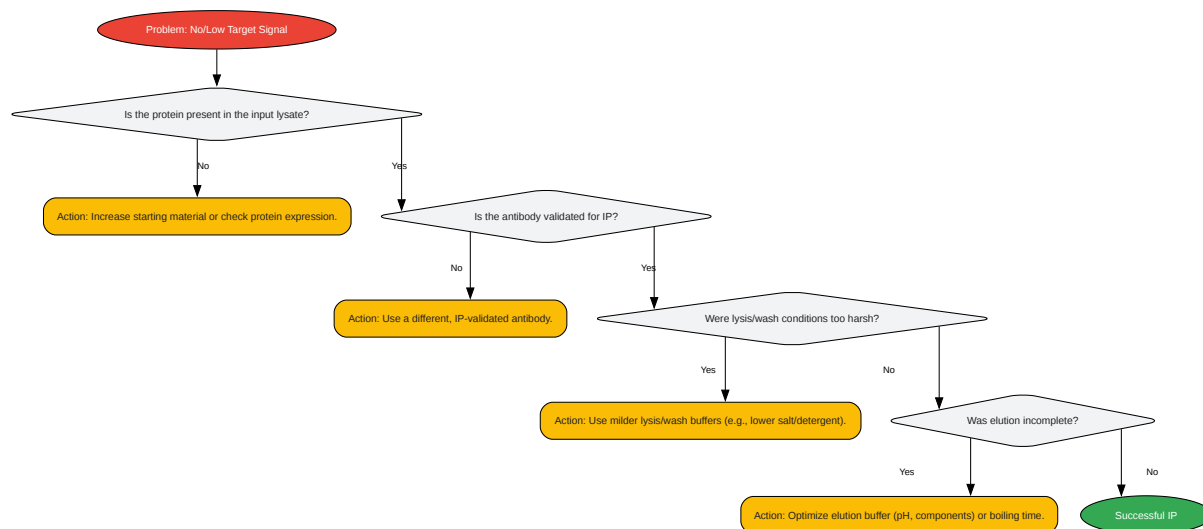 Problem: No/Low Target Signal
Is the protein present in the input lysate?
No
Yes
Action: Increase starting material or check protein expression.
Is the antibody validated for IP?
No
Yes
Action: Use a different, IP-validated antibody.
Were lysis/wash conditions too harsh?
Yes
No
Action: Use milder lysis/wash buffers (e.g., lower salt/detergent).
Was elution incomplete?
Yes
No
Action: Optimize elution buffer (pH, components) or boiling time.
Successful IP